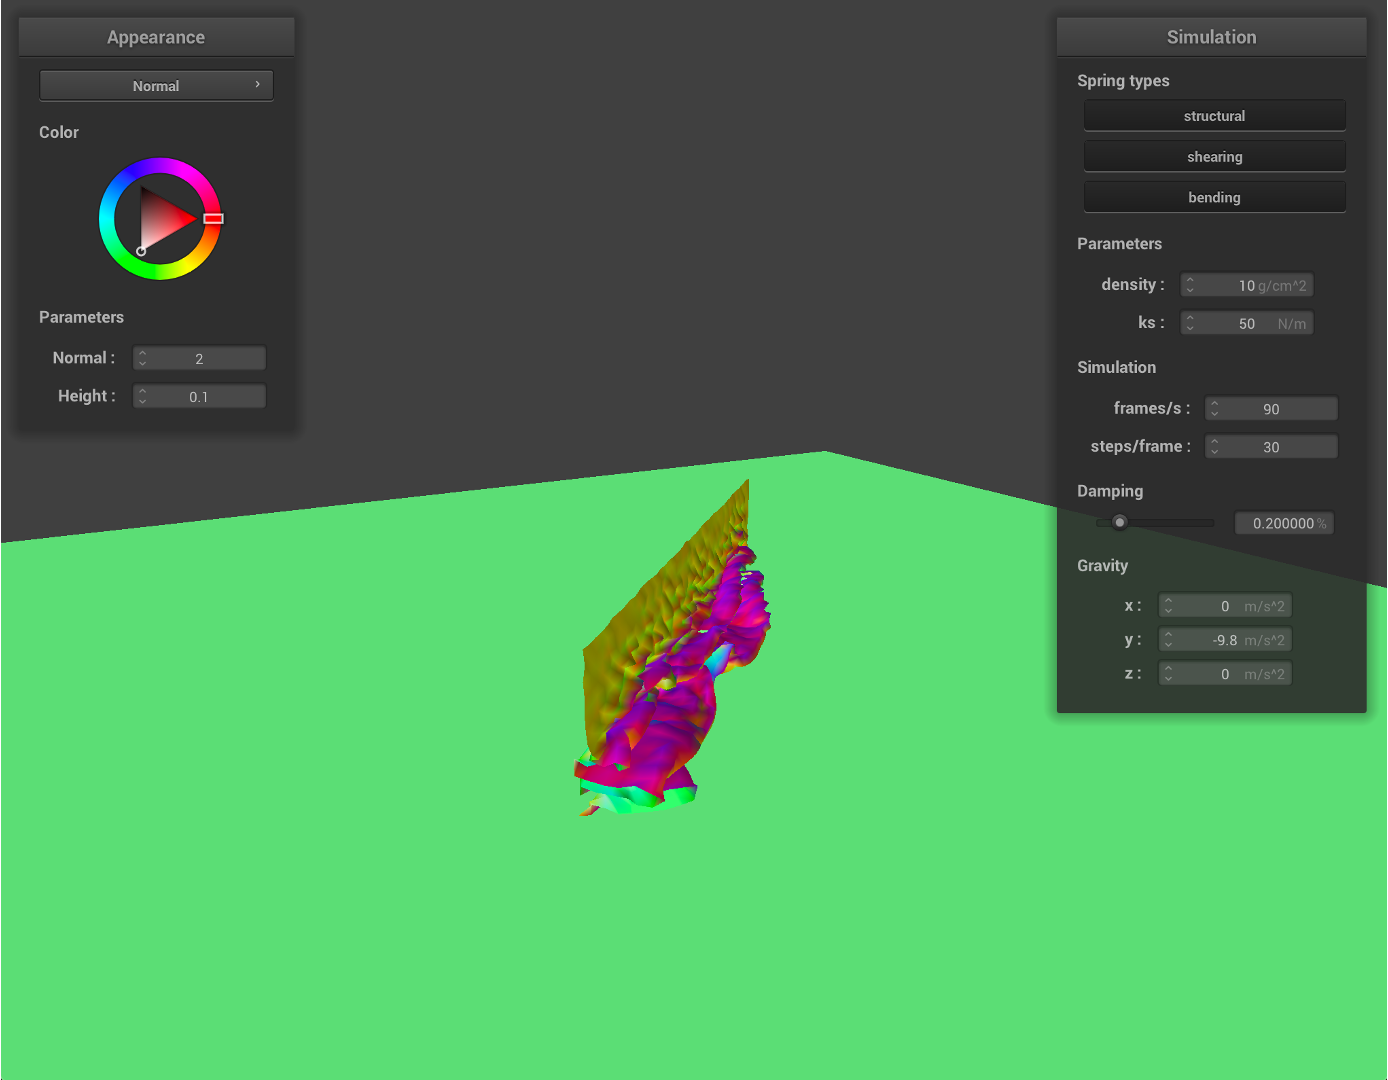 Appearance
Normal
Color
Parameters
Normal : 2
Height : 0.1
Simulation
Spring types
structural
shearing
bending
Parameters
density : 10 g/cm^2
ks : 50 N/m
Simulation
frames/s : 90
steps/frame : 30
Damping
0.200000 %
Gravity
x : 0 m/s^2
y : -9.8 m/s^2
z : 0 m/s^2